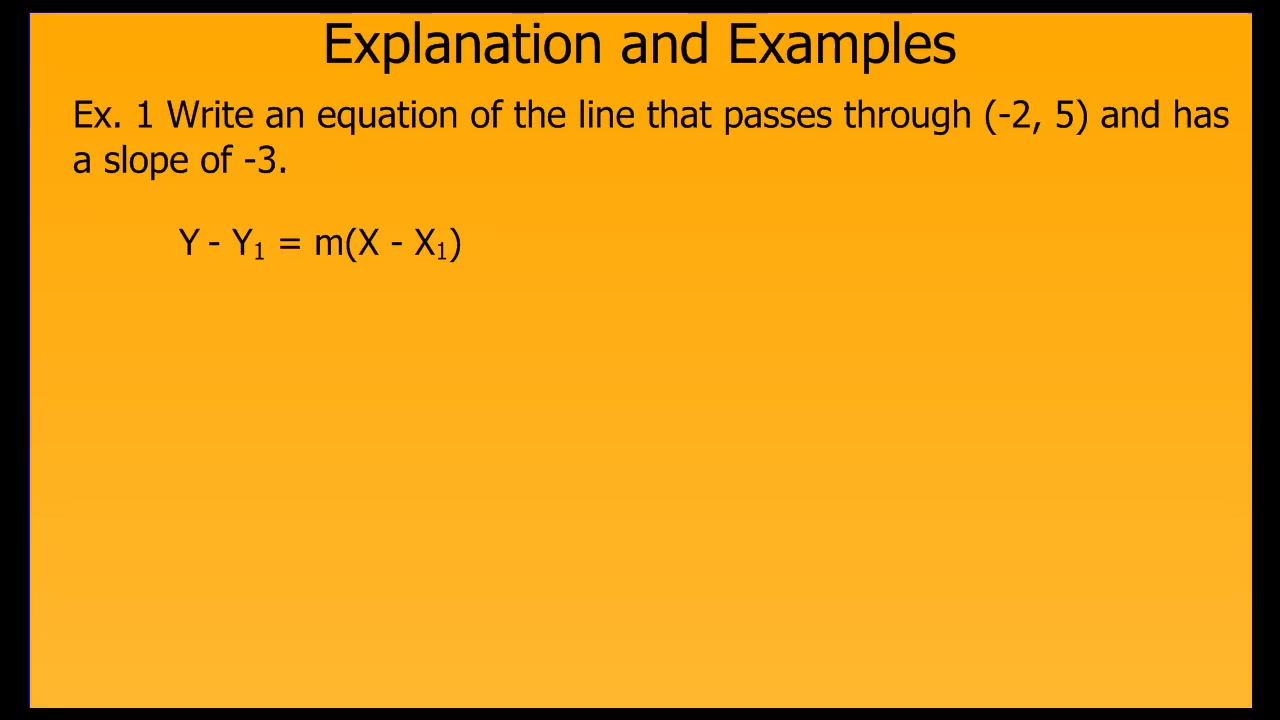 Explanation and Examples
Ex. 1 Write an equation of the line that passes through (-2, 5) and has
a slope of -3.
Y - Y₁ = m(X - X₁)